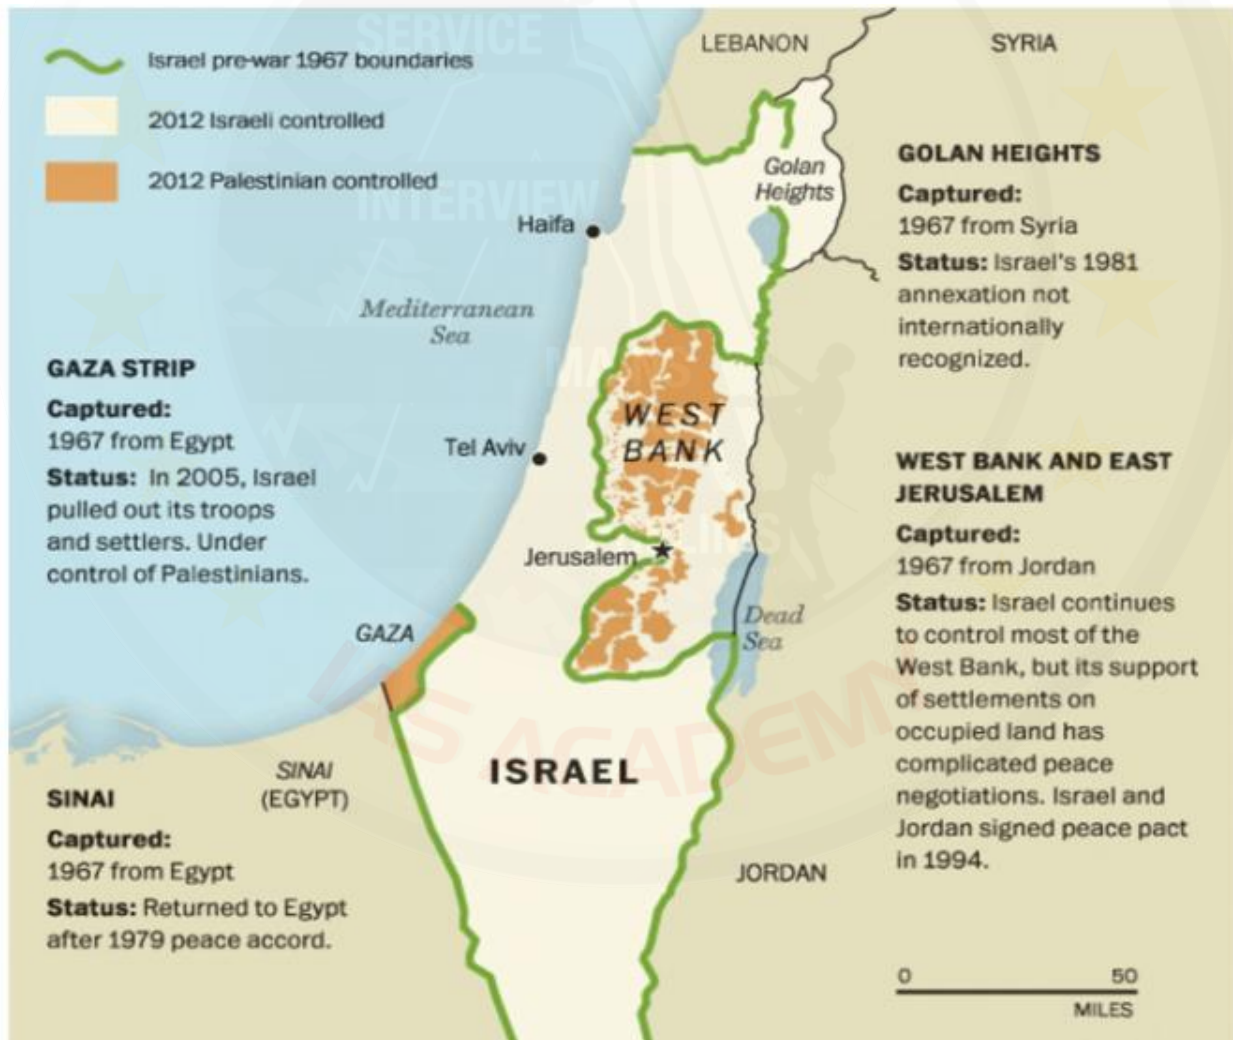 Israel pre-war 1967 boundaries
2012 Israeli controlled
2012 Palestinian controlled
LEBANON
SYRIA
Golan
Heights
Haifa
Mediterranean
Sea
GOLAN HEIGHTS
Captured:
1967 from Syria
Status: Israel's 1981
annexation not
internationally
recognized.
GAZA STRIP
Captured:
1967 from Egypt
Status: In 2005, Israel
pulled out its troops
and settlers. Under
control of Palestinians.
Tel Aviv
WEST
BANK
Jerusalem
WEST BANK AND EAST
JERUSALEM
Captured:
1967 from Jordan
Status: Israel continues
to control most of the
West Bank, but its support
of settlements on
occupied land has
complicated peace
negotiations. Israel and
Jordan signed peace pact
in 1994.
GAZA
Dead
Sea
ISRAEL
SINAI
(EGYPT)
SINAI
Captured:
1967 from Egypt
Status: Returned to Egypt
after 1979 peace accord.
JORDAN
0 50
MILES
SERVICE
INTERVIEW
AS ACADEMY